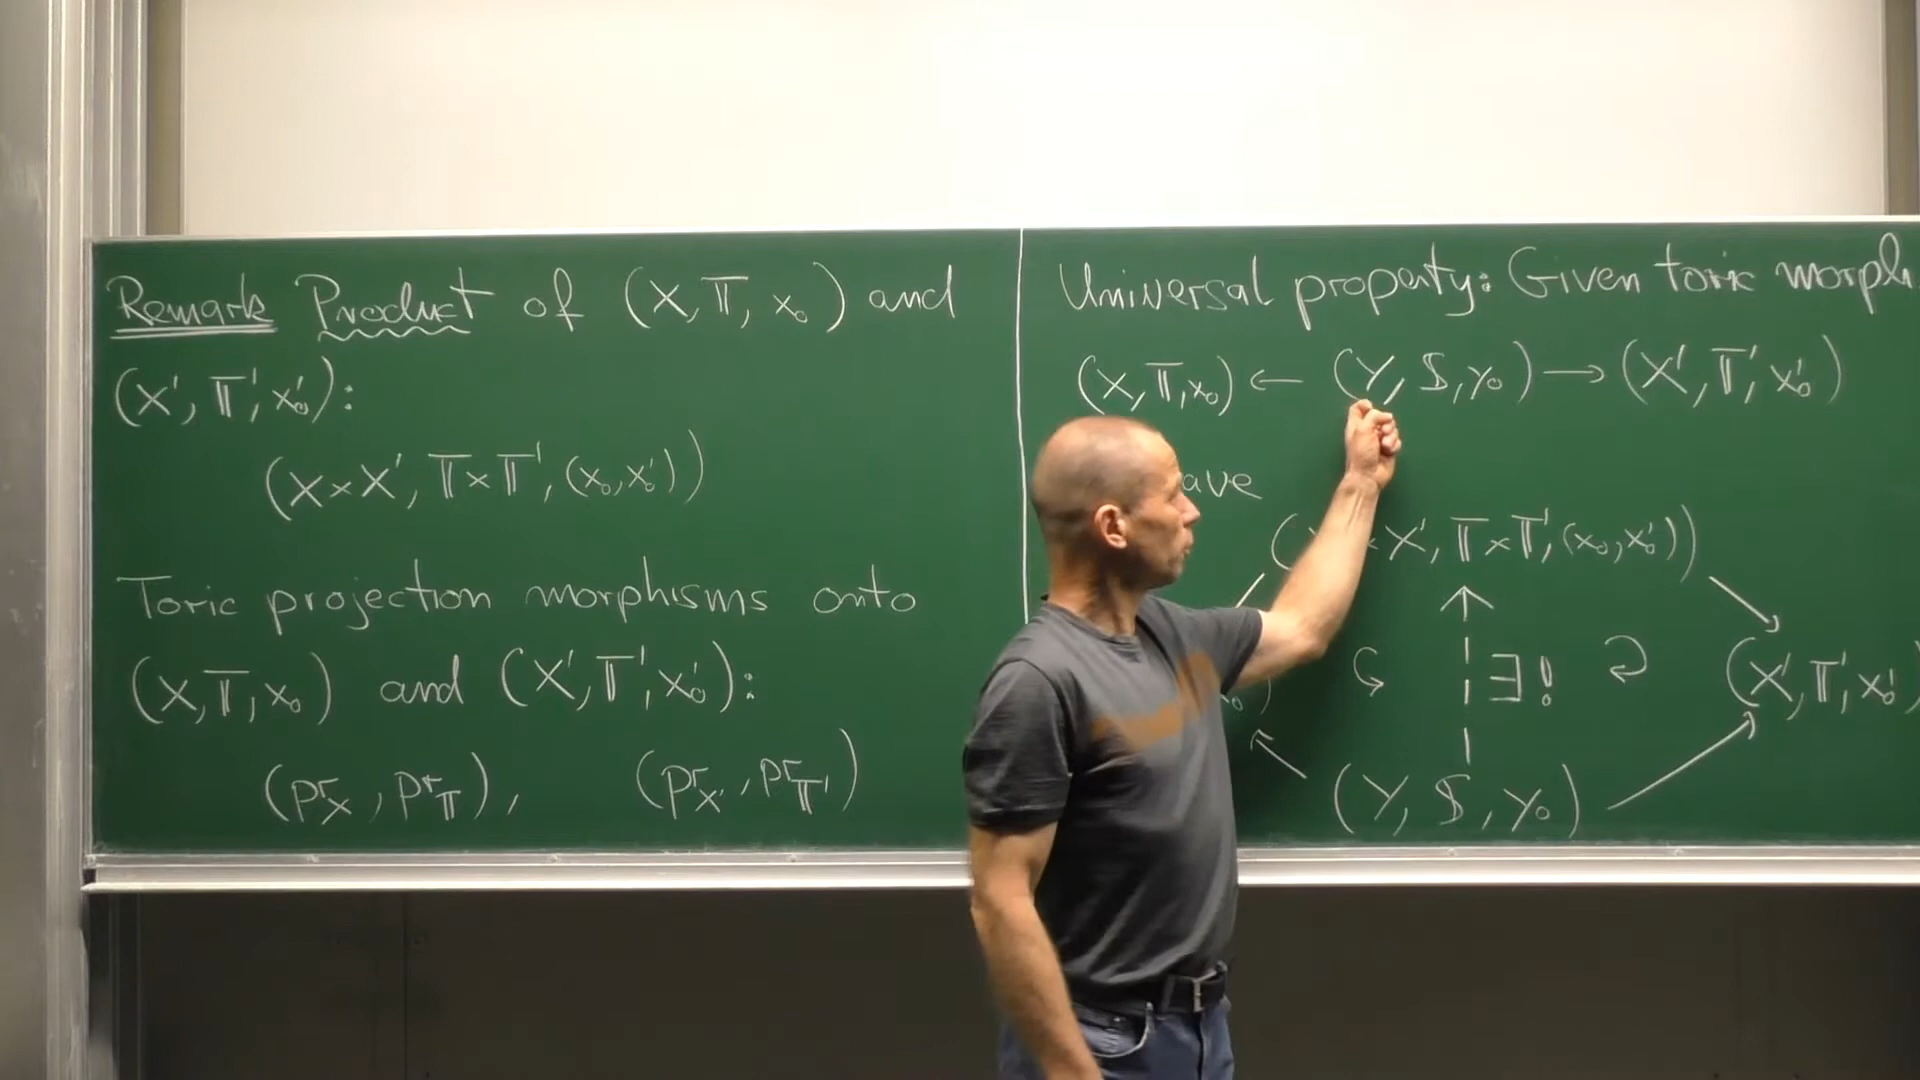 Remark Product of (X, 𝕋, x₀) and
(X', 𝕋', x₀'):
(X × X', 𝕋 × 𝕋', (x₀, x₀'))
Toric projection morphisms onto
(X, 𝕋, x₀) and (X', 𝕋', x₀'):
(pr_X, pr_𝕋), (pr_X', pr_𝕋')
Universal property: Given toric morph
(X, 𝕋, x₀) ← (Y, 𝕊, y₀) → (X', 𝕋', x₀')
× X', 𝕋 × 𝕋', (x₀, x₀'))
∃! (X', 𝕋', x₀')
(Y, 𝕊, y₀)